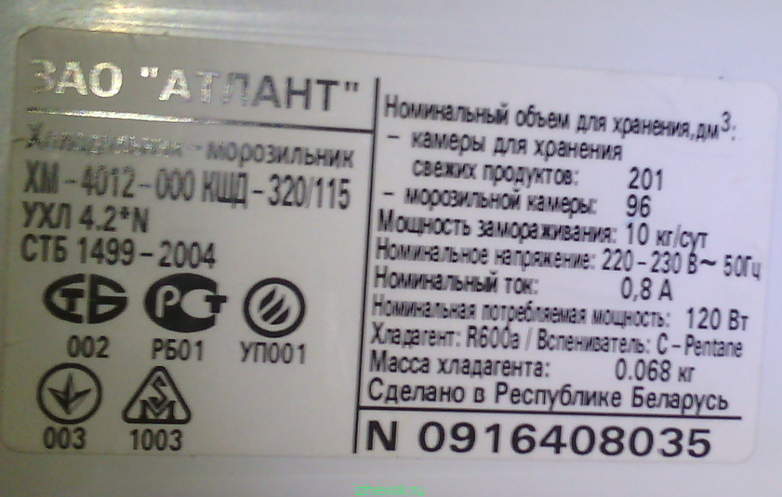 ЗАО "АТЛАНТ"
Холодильник - морозильник
ХМ - 4012 - 000 КШД - 320/115
УХЛ 4.2*N
СТБ 1499 - 2004
СТБ РСт
002 РБ01 УП001
003 1003
Номинальный объем для хранения,дм³:
- камеры для хранения
свежих продуктов: 201
- морозильной камеры: 96
Мощность замораживания: 10 кг/сут
Номинальное напряжение: 220 - 230 В~ 50Гц
Номинальный ток: 0,8 А
Номинальная потребляемая мощность: 120 Вт
Хладагент: R600a / Вспениватель: C - Pentane
Масса хладагента: 0.068 кг
Сделано в Республике Беларусь
N 0916408035